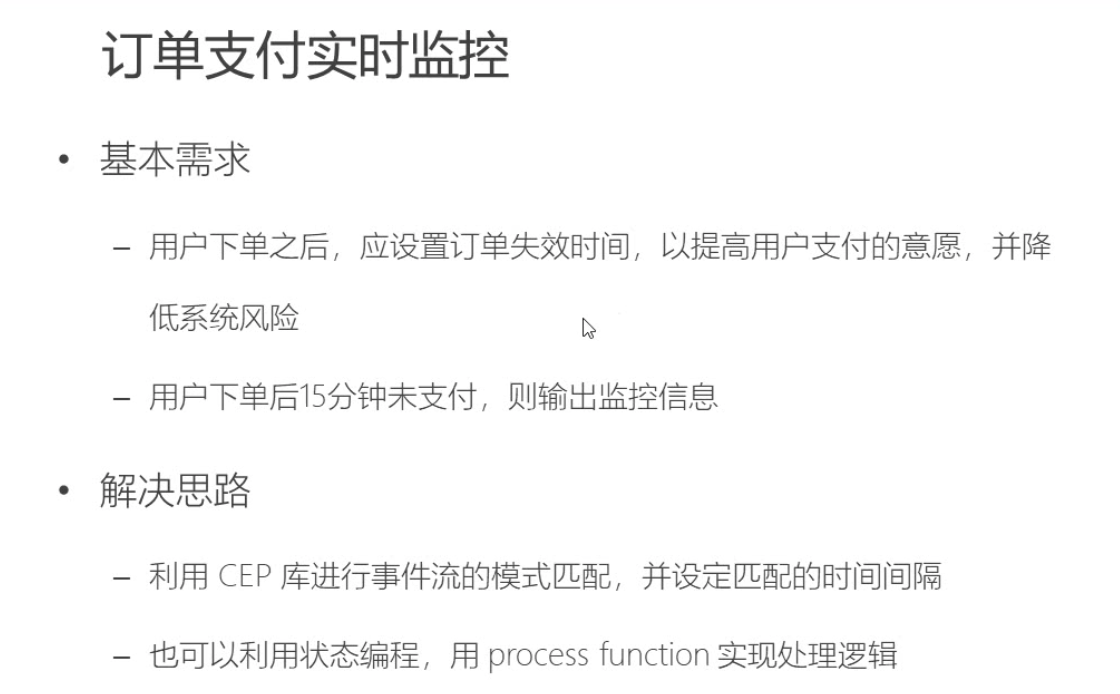 订单支付实时监控
• 基本需求
– 用户下单之后，应设置订单失效时间，以提高用户支付的意愿，并降
低系统风险
– 用户下单后15分钟未支付，则输出监控信息
• 解决思路
– 利用 CEP 库进行事件流的模式匹配，并设定匹配的时间间隔
– 也可以利用状态编程，用 process function 实现处理逻辑